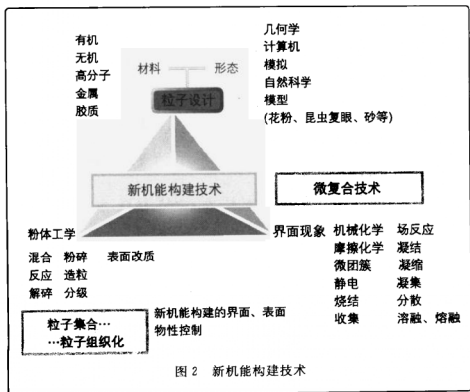 有机
无机
高分子
金属
胶质
材料 形态
粒子设计
几何学
计算机
模拟
自然科学
模型
(花粉、昆虫复眼、砂等)
新机能构建技术
微复合技术
粉体工学
混合 粉碎 表面改质
反应 造粒
解碎 分级
界面现象
机械化学 场反应
摩擦化学 凝结
微团簇 凝缩
静电 凝集
烧结 分散
收集 溶融、熔融
粒子集合…
…粒子组织化
新机能构建的界面、表面
物性控制
图 2 新机能构建技术